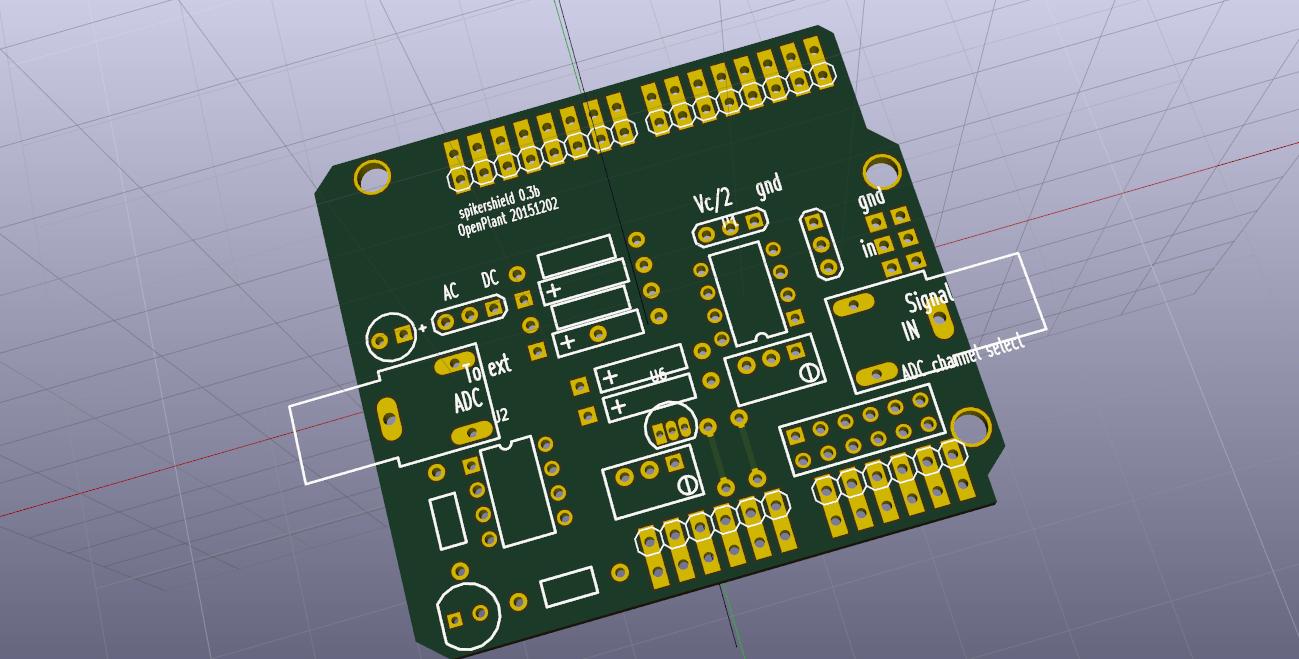 spikershield 0.3b
OpenPlant 20151202
Vc/2 gnd
gnd
in
AC DC
+
+
+
To ext
ADC
U2
+
+
U6
Signal
IN
ADC channel select